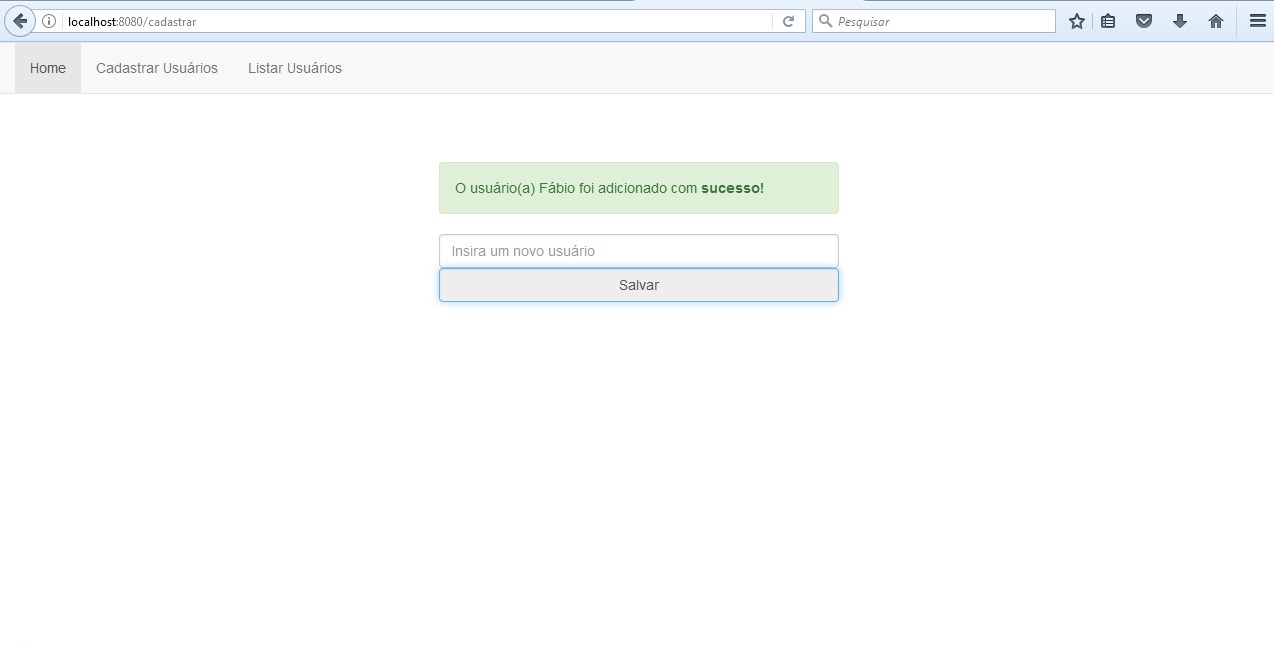 localhost:8080/cadastrar
Pesquisar
Home Cadastrar Usuários Listar Usuários
O usuário(a) Fábio foi adicionado com sucesso!
Insira um novo usuário
Salvar